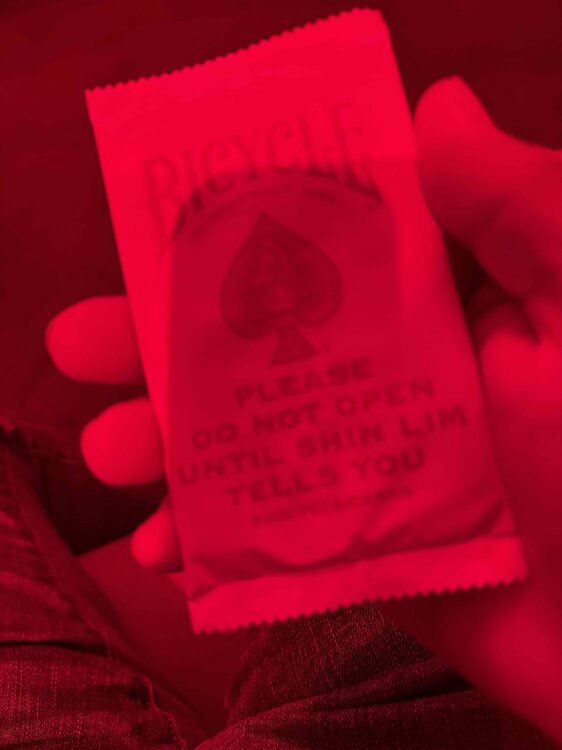 BICYCLE
PLEASE
DO NOT OPEN
UNTIL SHIN LIM
TELLS YOU